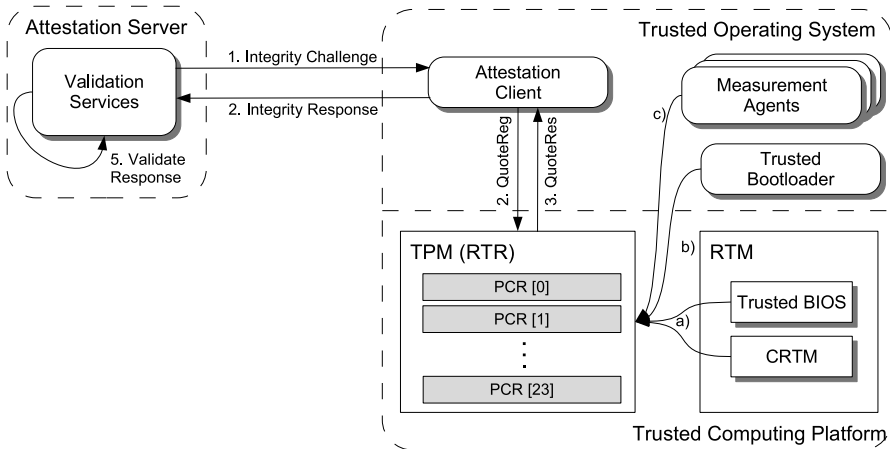 Attestation Server
Validation
Services
5. Validate
Response
1. Integrity Challenge
2. Integrity Response
Trusted Operating System
Attestation
Client
Measurement
Agents
c)
Trusted
Bootloader
2. QuoteReg
3. QuoteRes
TPM (RTR)
PCR [0]
PCR [1]
PCR [23]
b)
a)
RTM
Trusted BIOS
CRTM
Trusted Computing Platform